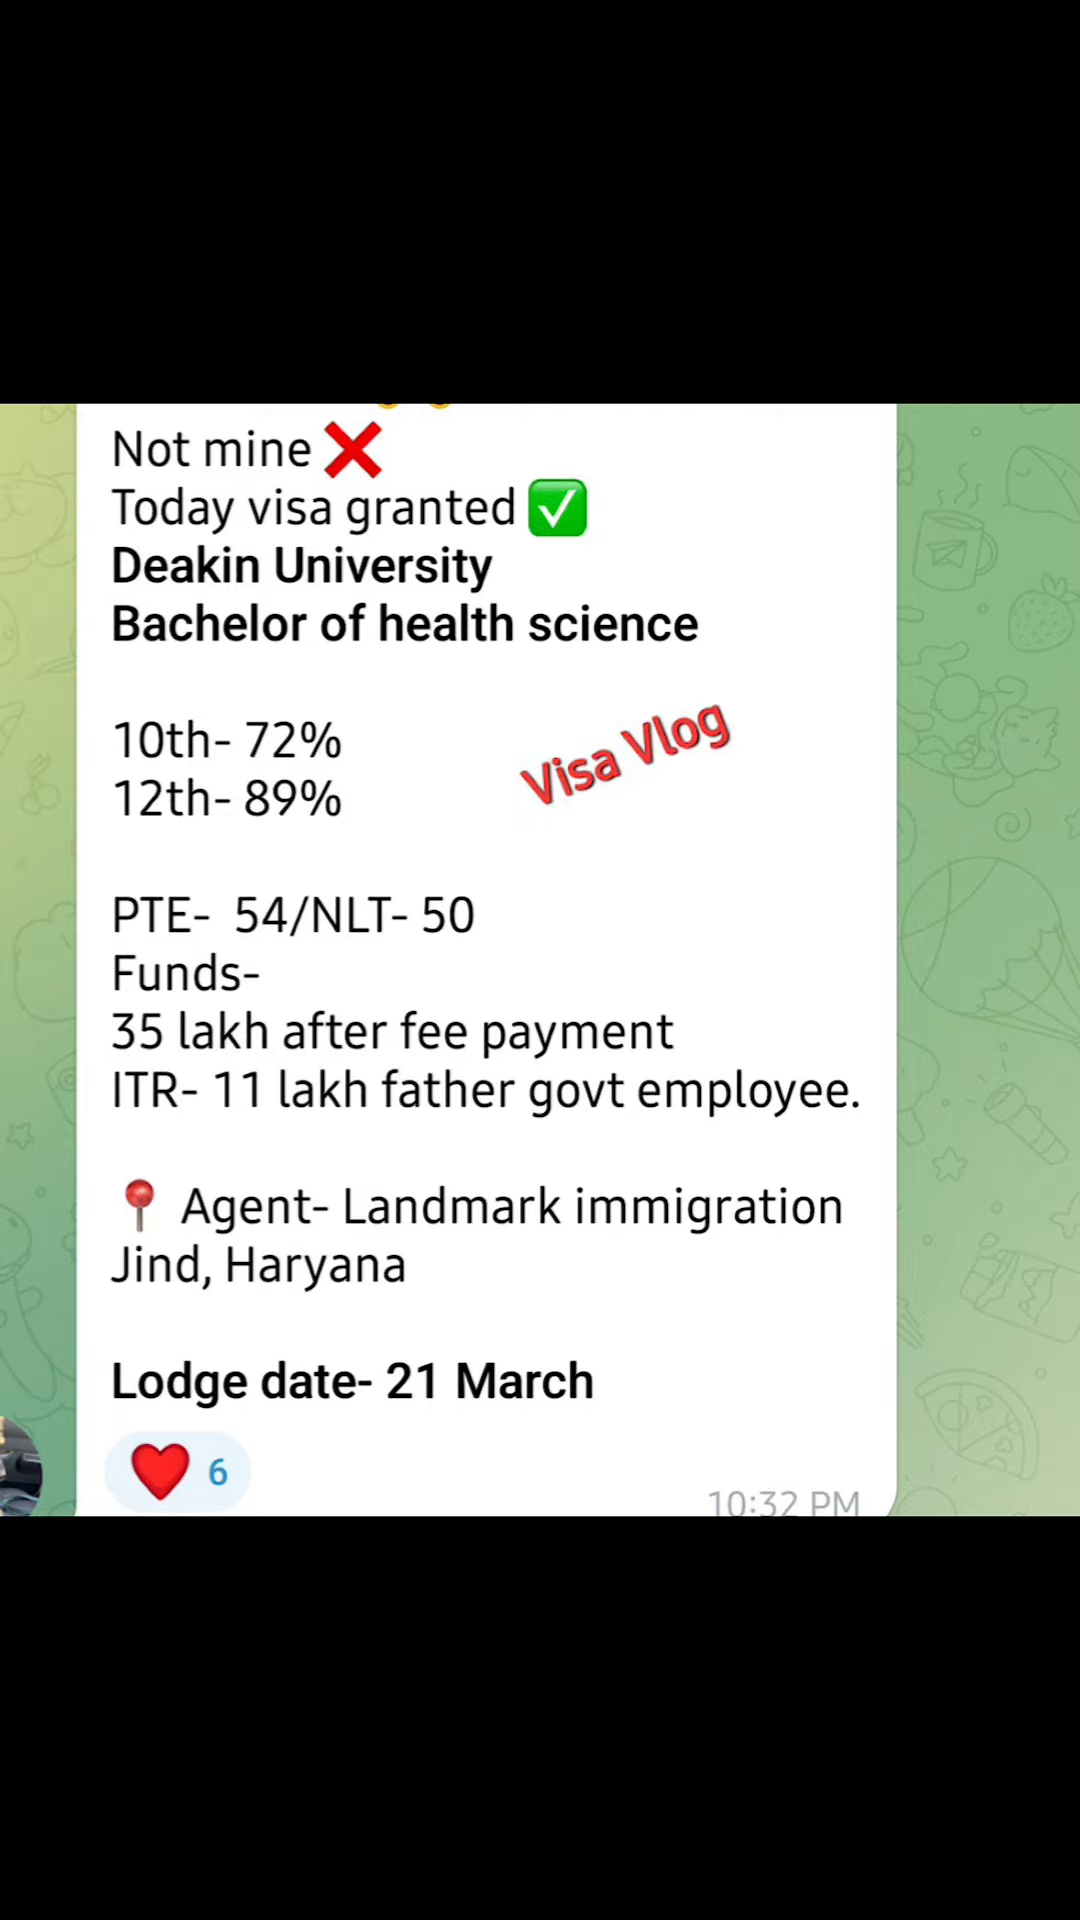 Not mine ❌
Today visa granted ✅
Deakin University
Bachelor of health science
10th- 72%
Visa Vlog
12th- 89%
PTE-  54/NLT- 50
Funds-
35 lakh after fee payment
ITR- 11 lakh father govt employee.
📍 Agent- Landmark immigration
Jind, Haryana
Lodge date- 21 March
❤️ 6
10:32 PM